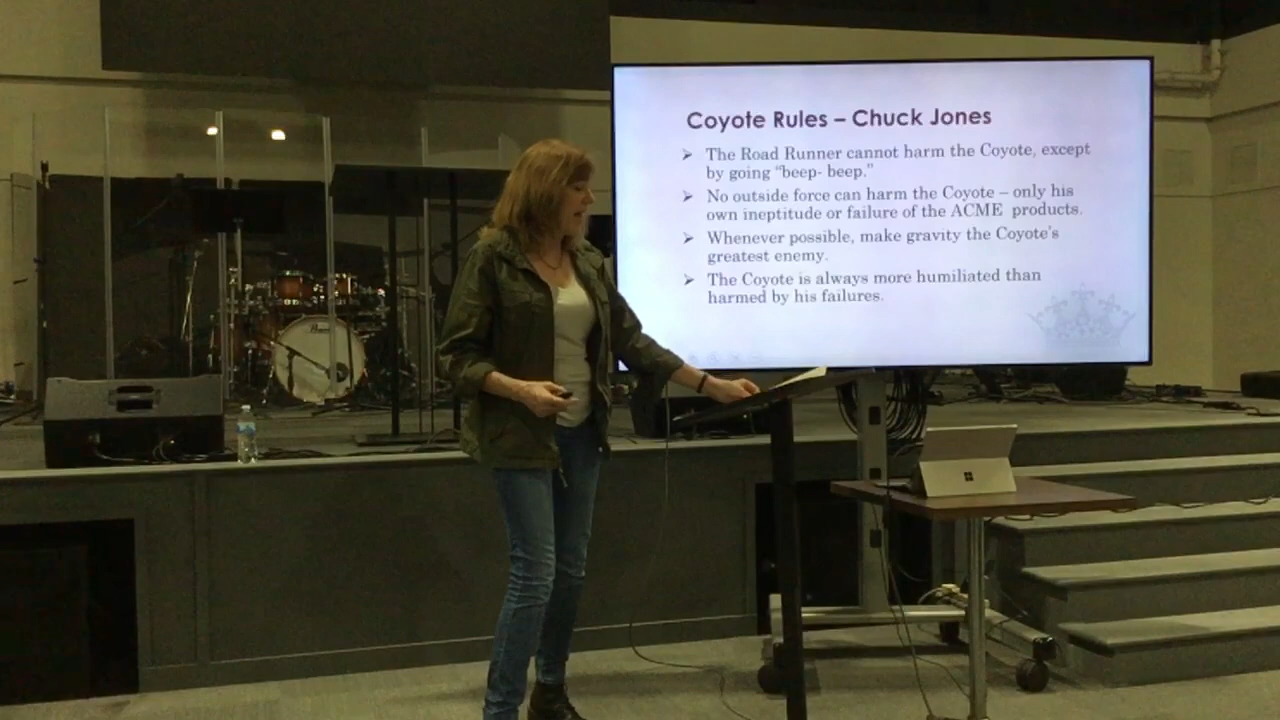 Coyote Rules – Chuck Jones
➢ The Road Runner cannot harm the Coyote, except
by going “beep- beep.”
➢ No outside force can harm the Coyote – only his
own ineptitude or failure of the ACME products.
➢ Whenever possible, make gravity the Coyote’s
greatest enemy.
➢ The Coyote is always more humiliated than
harmed by his failures.
Pearl